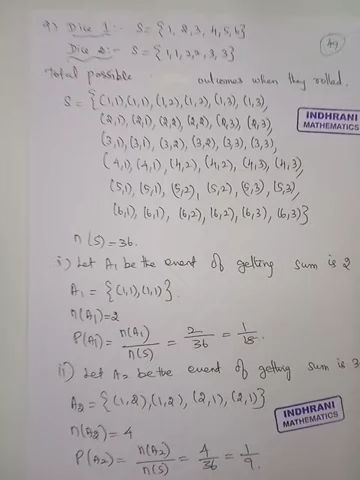 9) Dice 1 :- S = {1, 2, 3, 4, 5, 6}
Dice 2 :- S = {1,1,2,2,3,3}
49
Total possible outcomes when they rolled.
S = {(1,1),(1,1),(1,2),(1,2),(1,3),(1,3),
(2,1),(2,1),(2,2),(2,2),(2,3),(2,3),
(3,1),(3,1),(3,2),(3,2),(3,3),(3,3),
(4,1),(4,1),(4,2),(4,2),(4,3),(4,3),
(5,1),(5,1),(5,2),(5,2),(5,3),(5,3),
(6,1),(6,1),(6,2),(6,2),(6,3),(6,3)}
INDHRANI
MATHEMATICS
n(S) = 36.
i) Let A1 be the event of getting sum is 2
A1 = {(1,1),(1,1)}.
n(A1) = 2
P(A1) = n(A1)/n(S) = 2/36 = 1/18.
ii) Let A2 be the event of getting sum is 3
A2 = {(1,2),(1,2),(2,1),(2,1)}
n(A2) = 4
P(A2) = n(A2)/n(S) = 4/36 = 1/9.
INDHRANI
MATHEMATICS